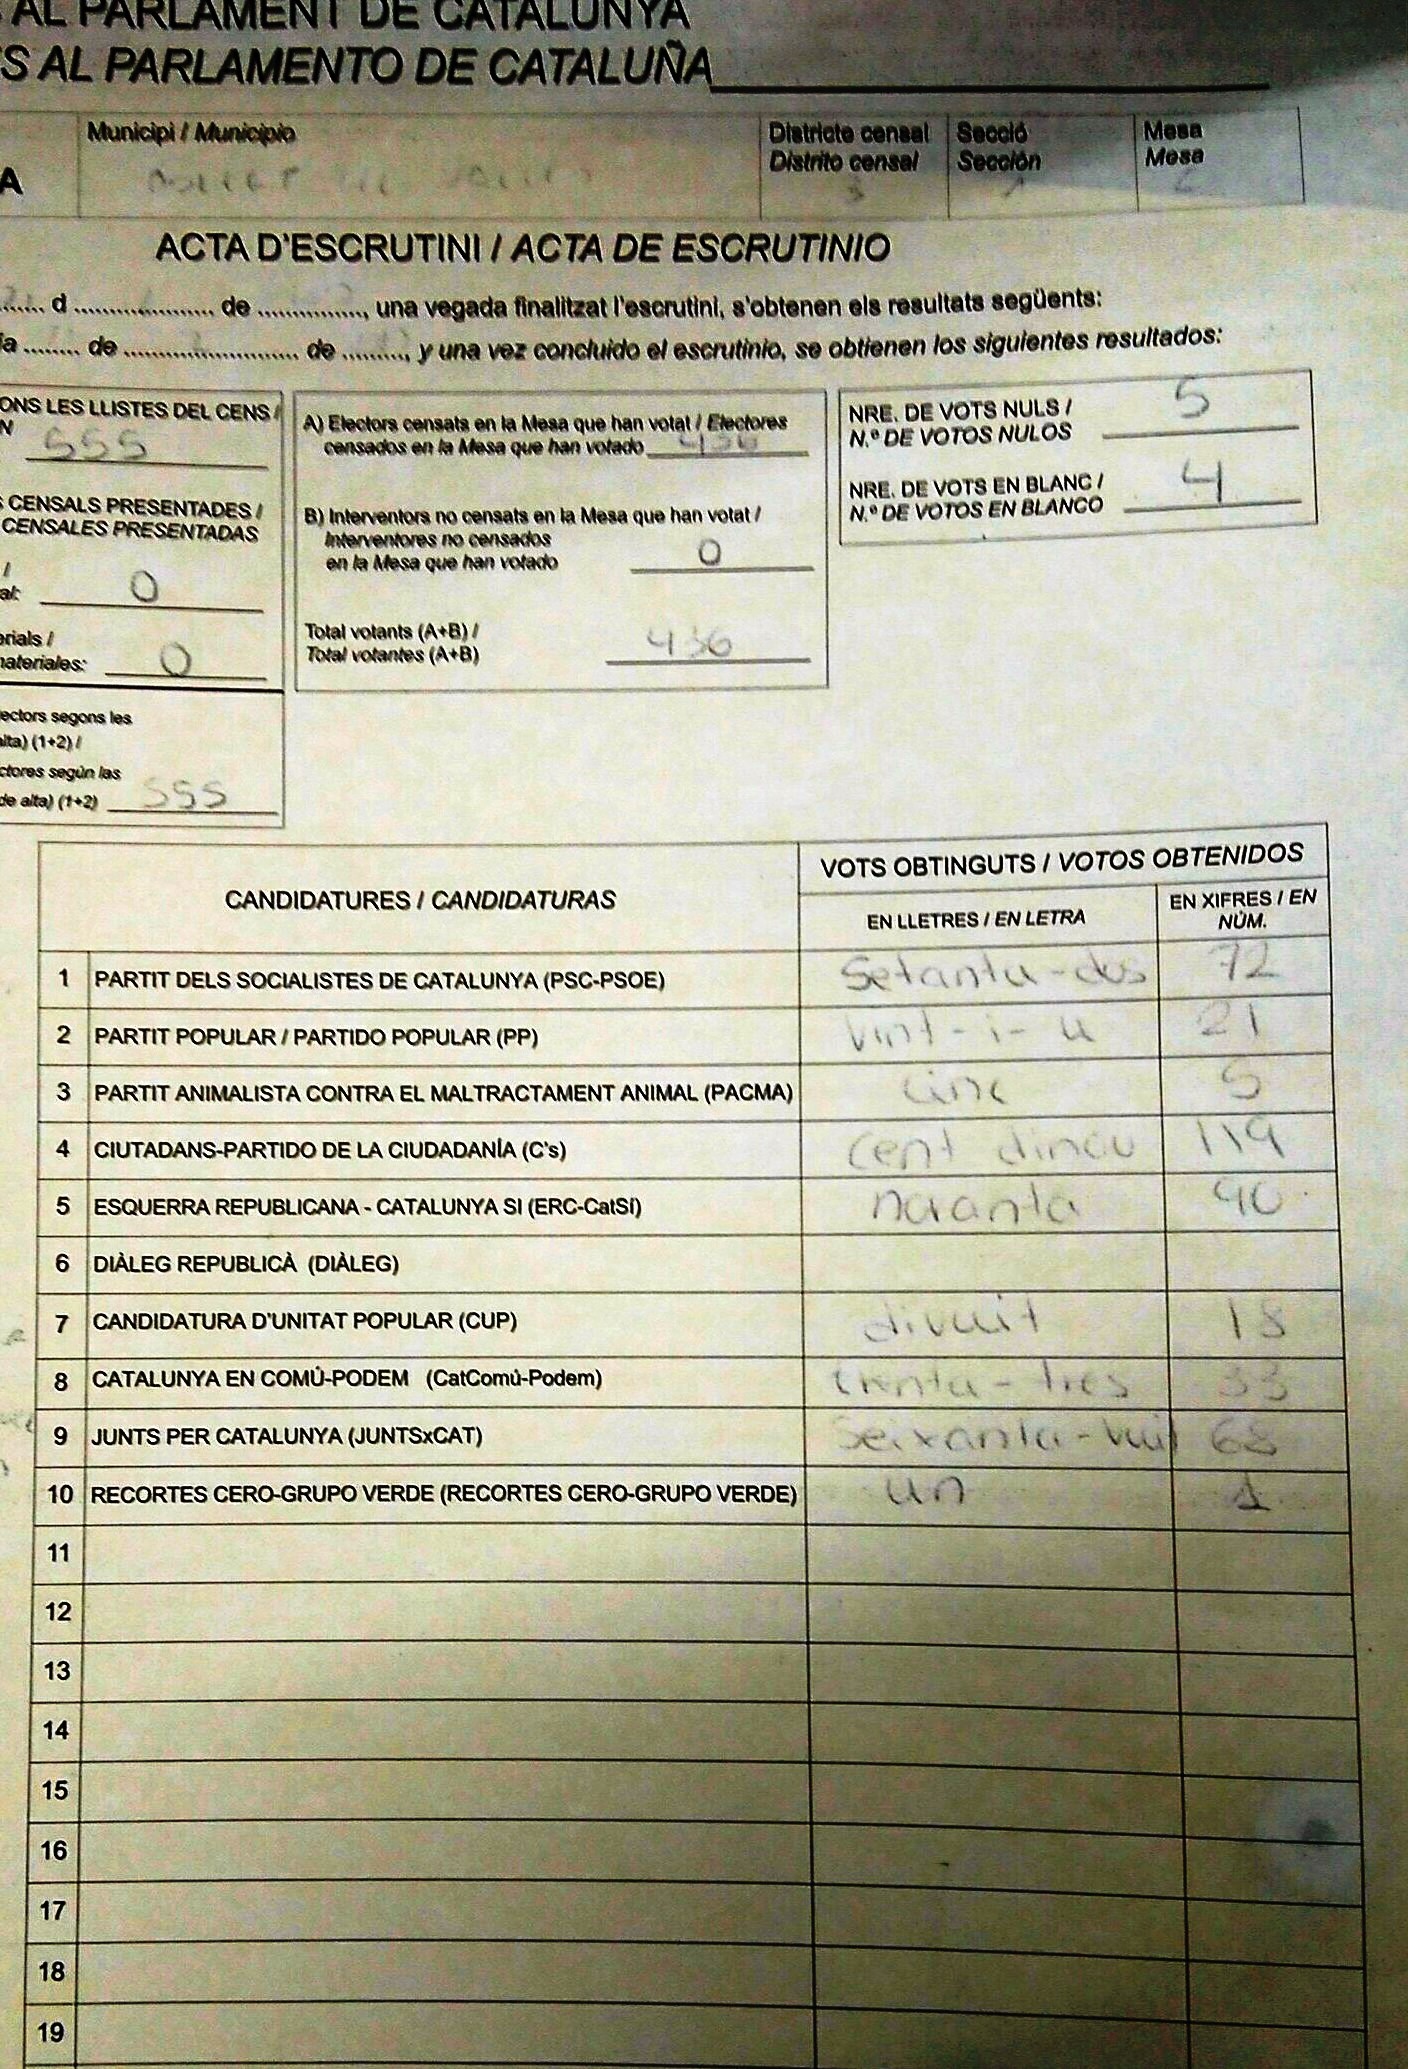 AL PARLAMENT DE CATALUNYA
S AL PARLAMENTO DE CATALUÑA
Municipi / Municipio
Districte censal
Distrito censal
Secció
Sección
Mesa
Mesa
A
ACTA D'ESCRUTINI / ACTA DE ESCRUTINIO
d de , una vegada finalitzat l'escrutini, s'obtenen els resultats següents:
ía de de , y una vez concluido el escrutinio, se obtienen los siguientes resultados:
ONS LES LLISTES DEL CENS /
N 555
S CENSALS PRESENTADES /
CENSALES PRESENTADAS
/
al: 0
erials /
materiales: 0
lectors segons les
alta) (1+2) /
ctores según las
de alta) (1+2) 555
A) Electors censats en la Mesa que han votat / Electores
censados en la Mesa que han votado 436
B) Interventors no censats en la Mesa que han votat /
Interventores no censados
en la Mesa que han votado 0
Total votants (A+B) /
Total votantes (A+B) 436
NRE. DE VOTS NULS /
N.º DE VOTOS NULOS 5
NRE. DE VOTS EN BLANC /
N.º DE VOTOS EN BLANCO 4
CANDIDATURES / CANDIDATURAS
VOTS OBTINGUTS / VOTOS OBTENIDOS
EN LLETRES / EN LETRA
EN XIFRES / EN
NÚM.
1 PARTIT DELS SOCIALISTES DE CATALUNYA (PSC-PSOE) Setanta-dos 72
2 PARTIT POPULAR / PARTIDO POPULAR (PP) Vint-i-u 21
3 PARTIT ANIMALISTA CONTRA EL MALTRACTAMENT ANIMAL (PACMA) cinc 5
4 CIUTADANS-PARTIDO DE LA CIUDADANÍA (C's) Cent dinou 119
5 ESQUERRA REPUBLICANA - CATALUNYA SI (ERC-CatSí) noranta 90
6 DIÀLEG REPUBLICÀ (DIÀLEG)
7 CANDIDATURA D'UNITAT POPULAR (CUP) divuit 18
8 CATALUNYA EN COMÚ-PODEM (CatComú-Podem) trenta-tres 33
9 JUNTS PER CATALUNYA (JUNTSxCAT) Seixanta-vuit 68
10 RECORTES CERO-GRUPO VERDE (RECORTES CERO-GRUPO VERDE) un 1
11
12
13
14
15
16
17
18
19